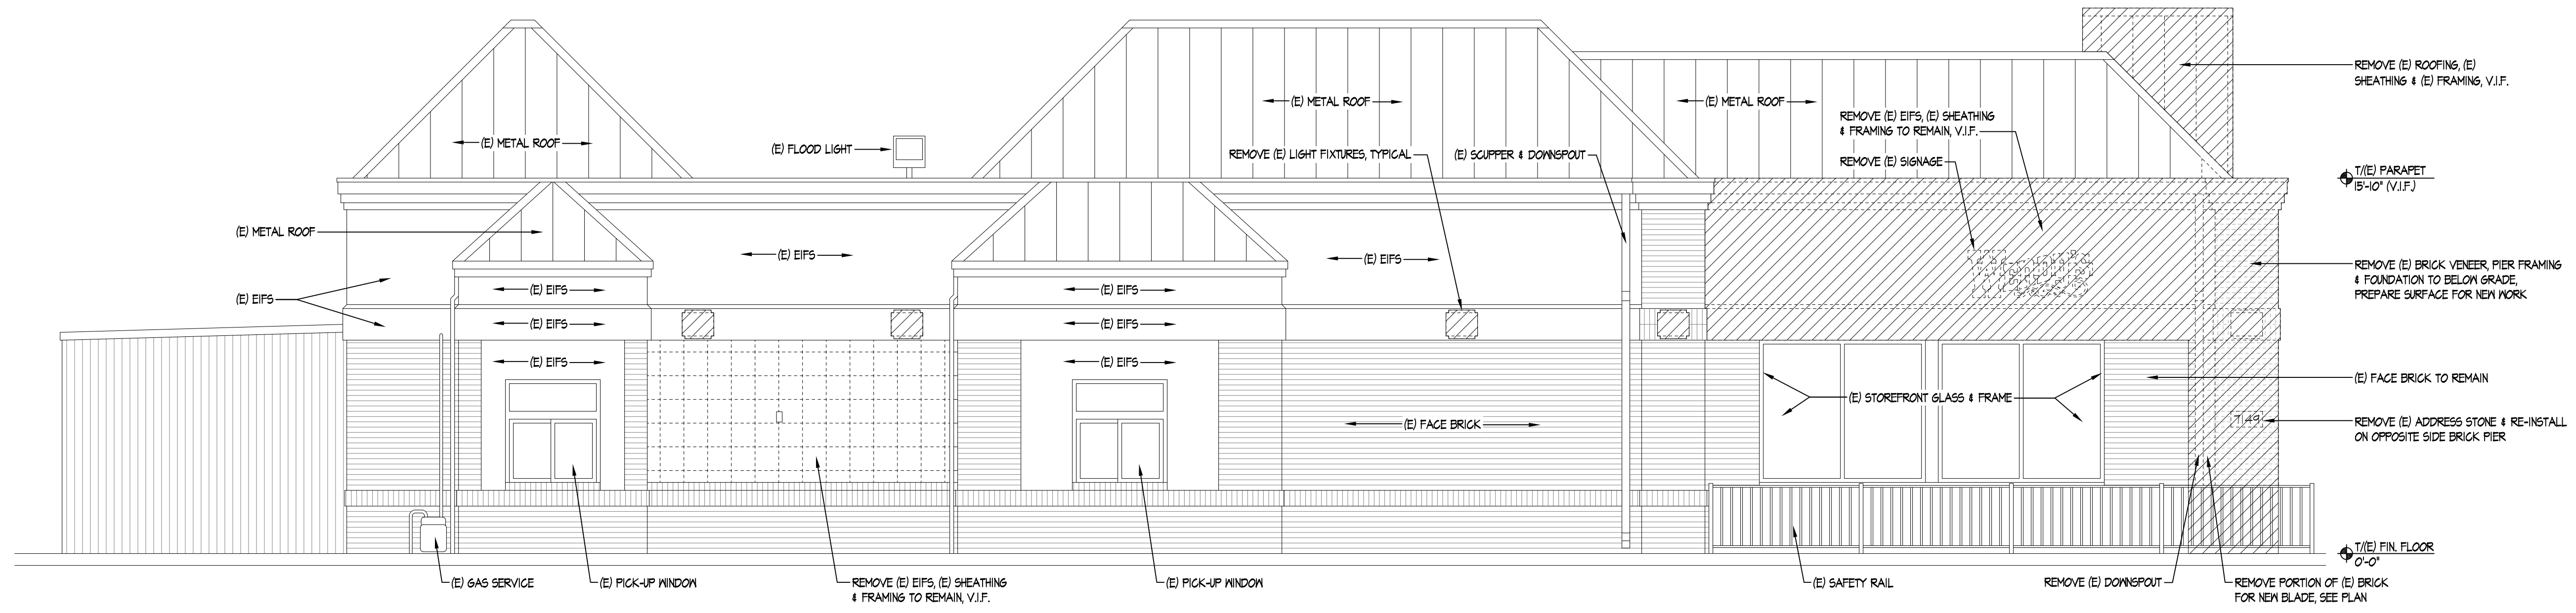 REMOVE (E) ROOFING, (E)
SHEATHING & (E) FRAMING, V.I.F.
(E) METAL ROOF
(E) METAL ROOF
REMOVE (E) EIFS, (E) SHEATHING
& FRAMING TO REMAIN, V.I.F.
(E) METAL ROOF
(E) FLOOD LIGHT
REMOVE (E) LIGHT FIXTURES, TYPICAL
(E) SCUPPER & DOWNSPOUT
REMOVE (E) SIGNAGE
T/(E) PARAPET
15'-10" (V.I.F.)
(E) METAL ROOF
(E) EIFS
(E) EIFS
Wendy's
REMOVE (E) BRICK VENEER, PIER FRAMING
& FOUNDATION TO BELOW GRADE,
PREPARE SURFACE FOR NEW WORK
(E) EIFS
(E) EIFS
(E) EIFS
(E) EIFS
(E) EIFS
(E) EIFS
(E) EIFS
(E) FACE BRICK TO REMAIN
(E) STOREFRONT GLASS & FRAME
(E) FACE BRICK
7149
REMOVE (E) ADDRESS STONE & RE-INSTALL
ON OPPOSITE SIDE BRICK PIER
T/(E) FIN. FLOOR
0'-0"
(E) GAS SERVICE
(E) PICK-UP WINDOW
REMOVE (E) EIFS, (E) SHEATHING
& FRAMING TO REMAIN, V.I.F.
(E) PICK-UP WINDOW
(E) SAFETY RAIL
REMOVE (E) DOWNSPOUT
REMOVE PORTION OF (E) BRICK
FOR NEW BLADE, SEE PLAN